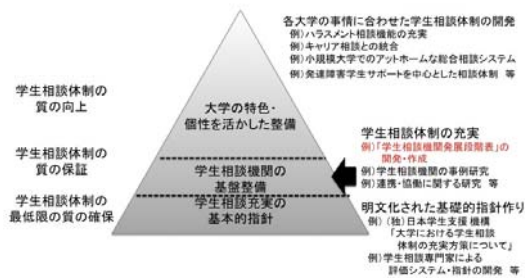 各大学の事情に合わせた学生相談体制の開発
例)ハラスメント相談機能の充実
例)キャリア相談との統合
例)小規模大学でのアットホームな総合相談システム
例)発達障害学生サポートを中心とした相談体制 等
学生相談体制の
質の向上
大学の特色・
個性を活かした整備
学生相談体制の
質の保証
学生相談機関の
基盤整備
学生相談体制の充実
例)「学生相談機関発展段階表」の
開発・作成
例)学生相談機関の事例研究
例)連携・協働に関する研究 等
学生相談体制の
最低限の質の確保
学生相談充実の
基本的指針
明文化された基礎的指針作り
例) (独)日本学生支援機構
「大学における学生相談
体制の充実方策について」
例)学生相談専門家による
評価システム・指針の開発 等